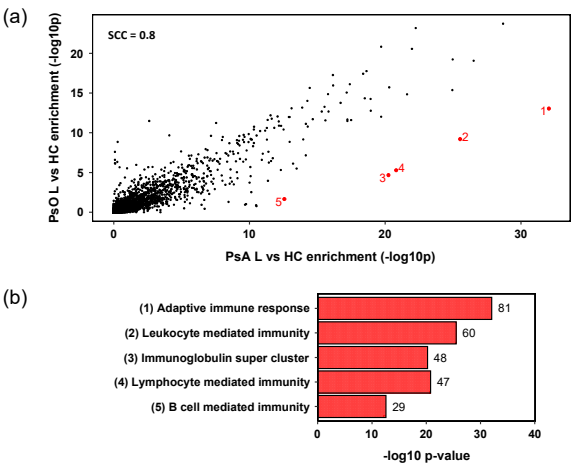 (a)
SCC = 0.8
PsO L vs HC enrichment (-log10p)
20
15
10
5
0
1
2
3
4
5
0
10
20
30
PsA L vs HC enrichment (-log10p)
(b)
(1) Adaptive immune response
81
(2) Leukocyte mediated immunity
60
(3) Immunoglobulin super cluster
48
(4) Lymphocyte mediated immunity
47
(5) B cell mediated immunity
29
0
10
20
30
40
-log10 p-value